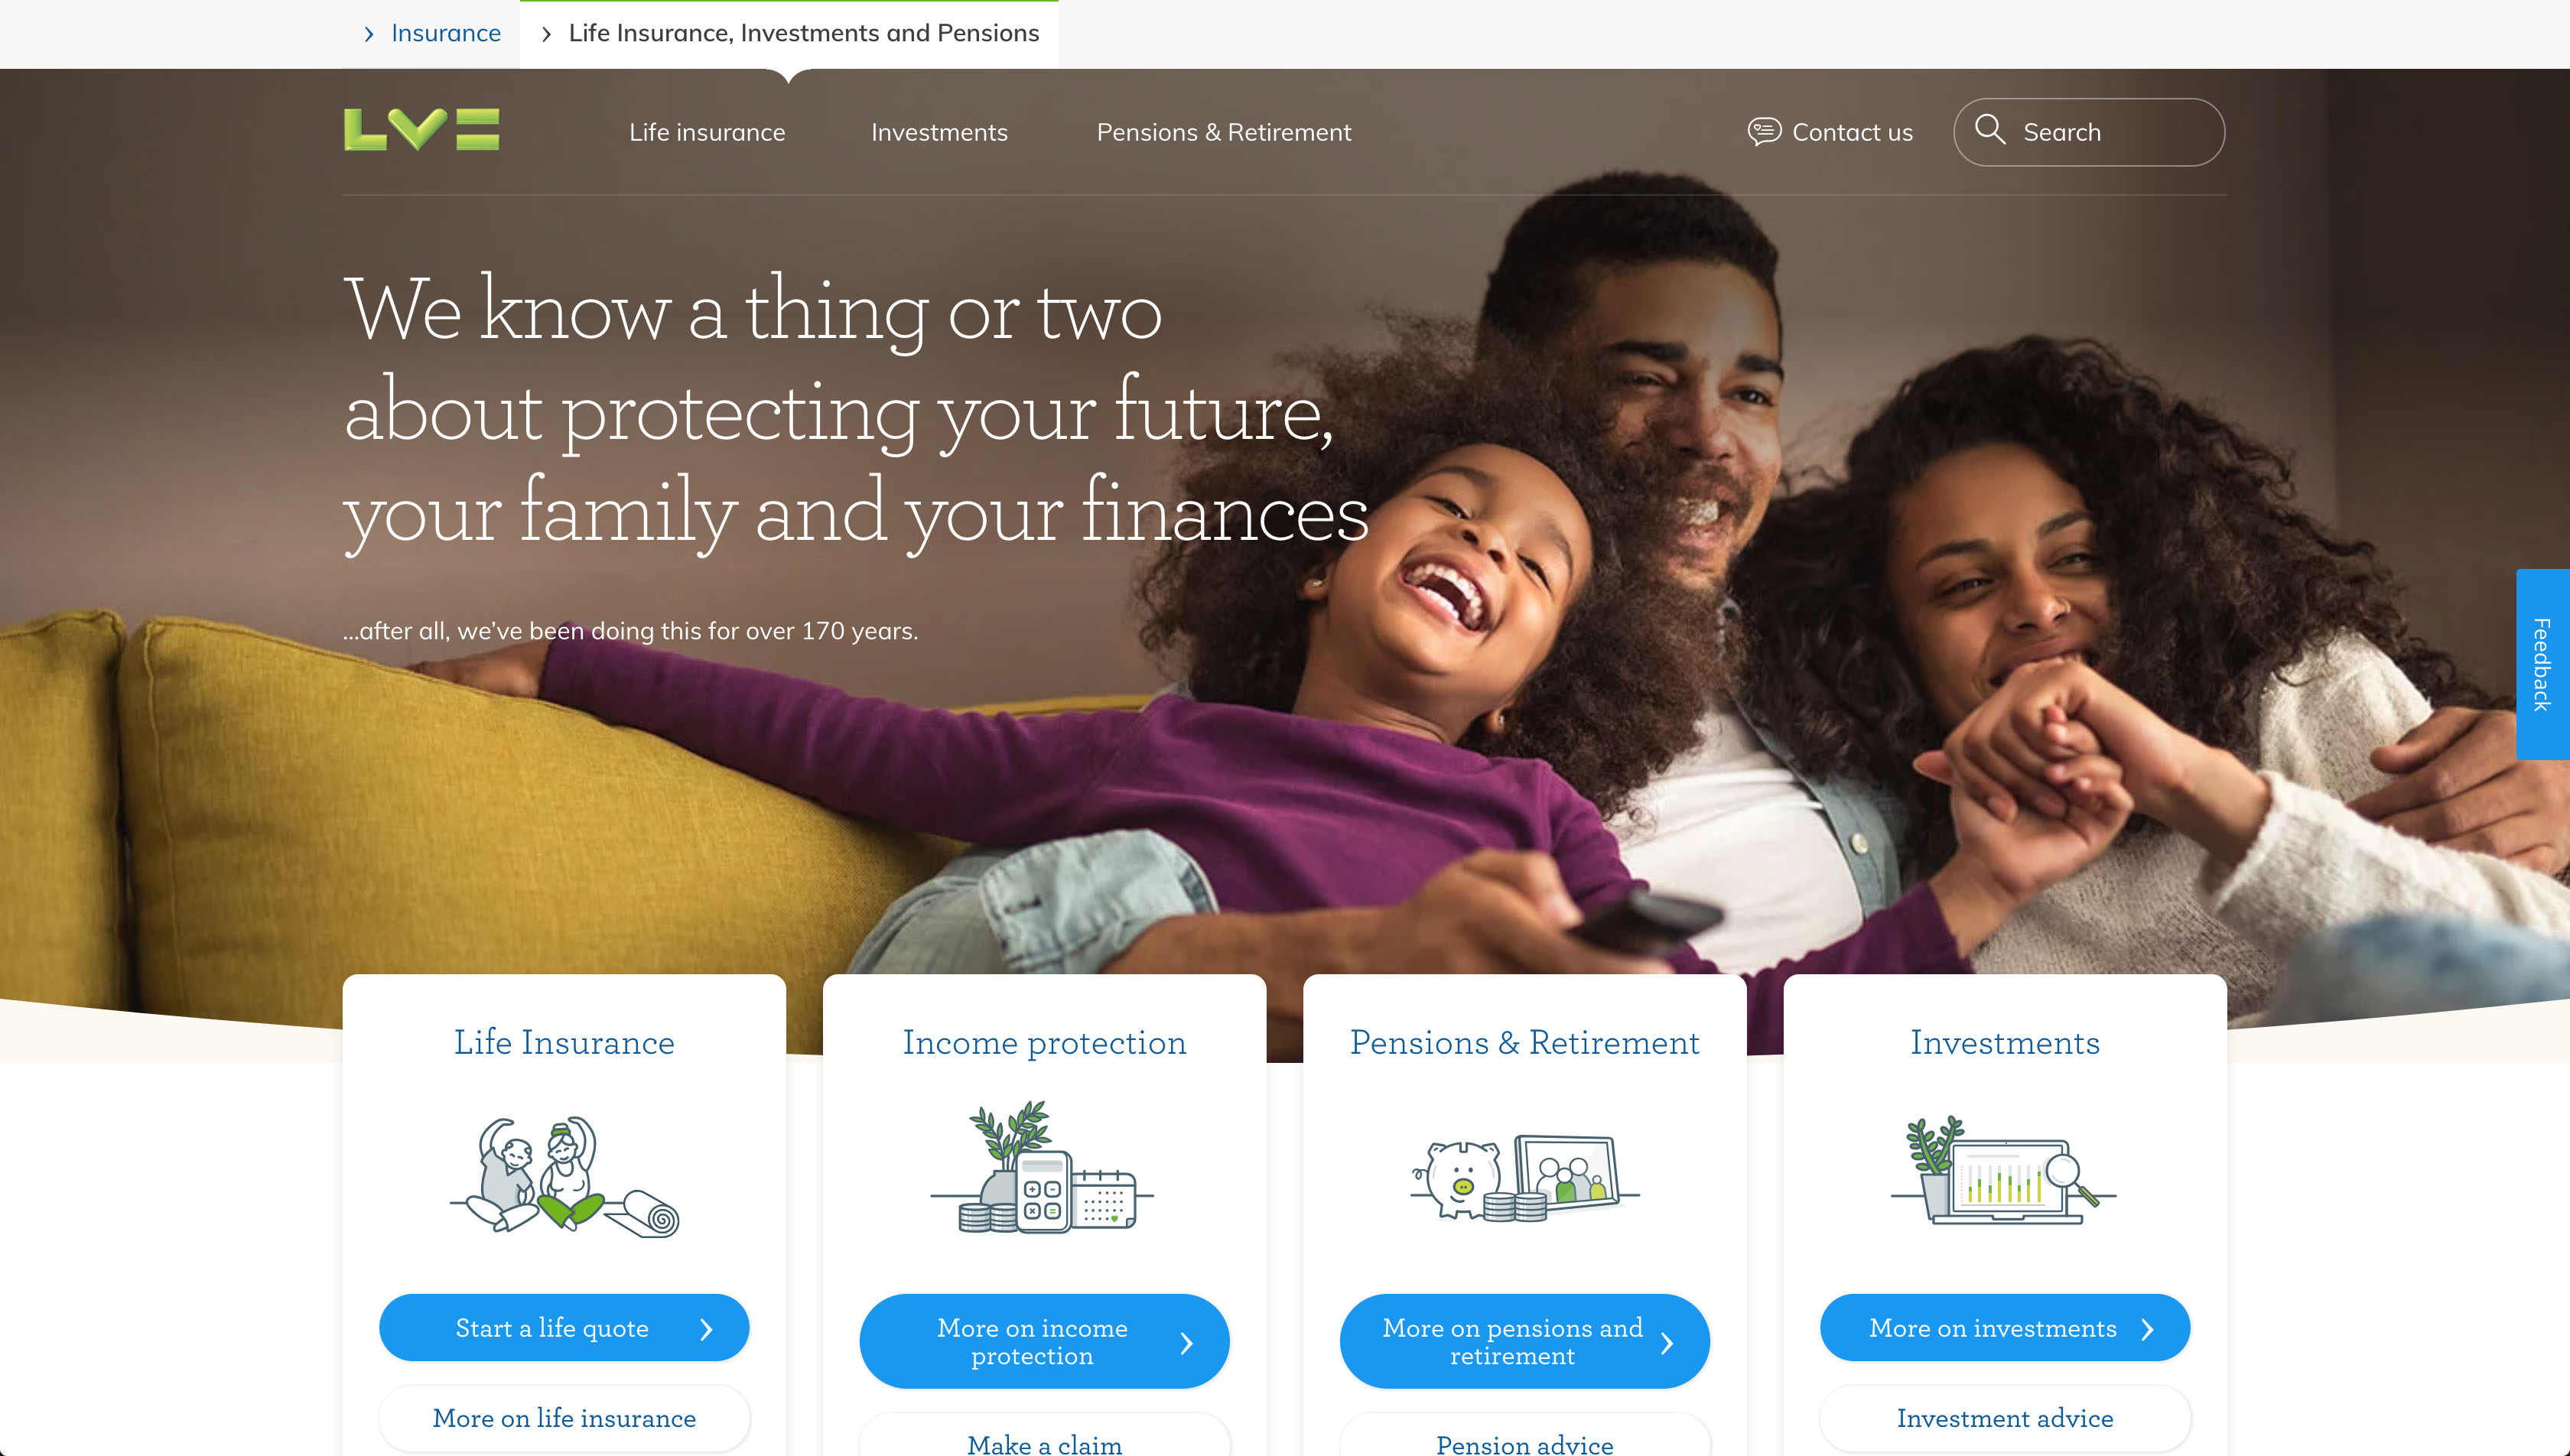 Insurance
Life Insurance, Investments and Pensions
LV=
Life insurance
Investments
Pensions & Retirement
Contact us
Search
We know a thing or two
about protecting your future,
your family and your finances
...after all, we’ve been doing this for over 170 years.
Feedback
Life Insurance
Start a life quote
More on life insurance
Income protection
More on income
protection
Make a claim
Pensions & Retirement
More on pensions and
retirement
Pension advice
Investments
More on investments
Investment advice